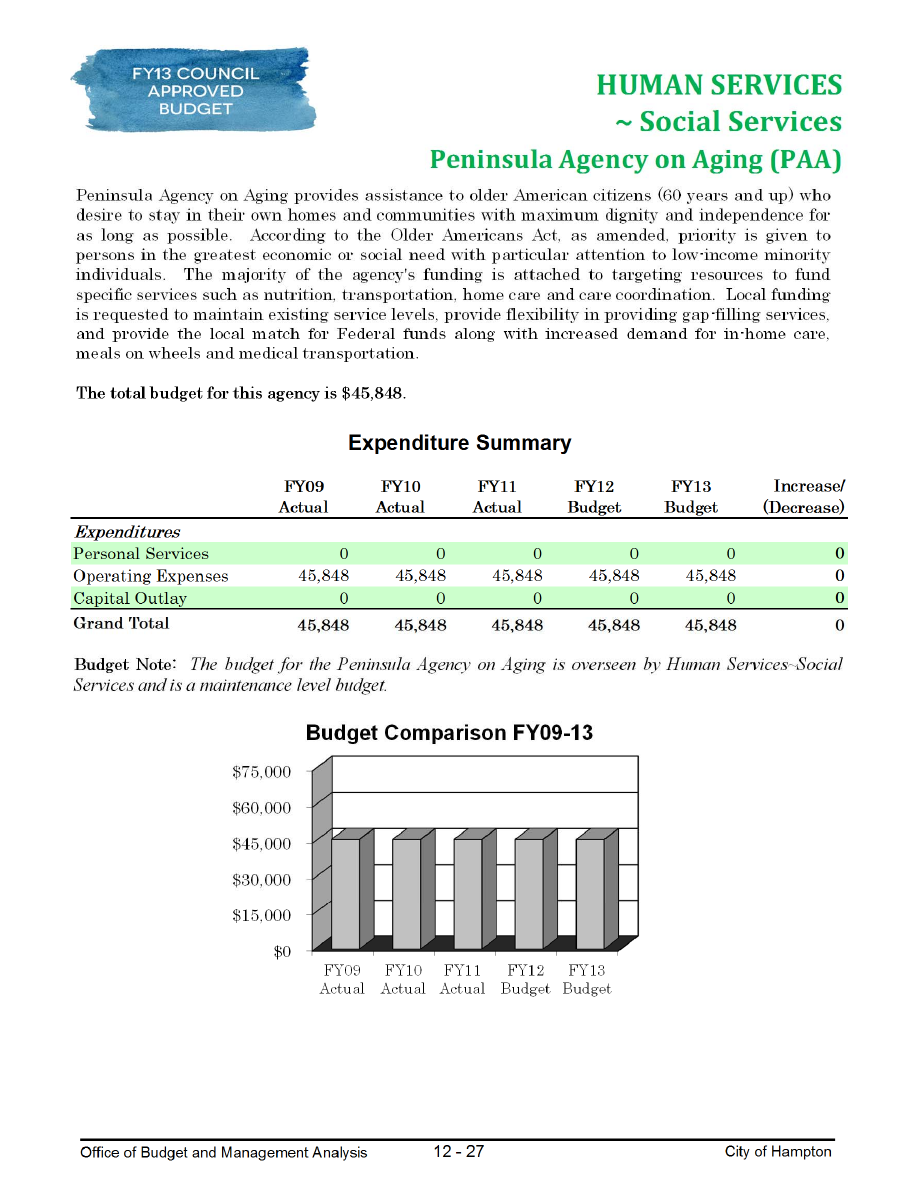 FY13 COUNCIL
APPROVED
BUDGET
HUMAN SERVICES
~ Social Services
Peninsula Agency on Aging (PAA)
Peninsula Agency on Aging provides assistance to older American citizens (60 years and up) who
desire to stay in their own homes and communities with maximum dignity and independence for
as long as possible.  According to the Older Americans Act, as amended, priority is given to
persons in the greatest economic or social need with particular attention to low-income minority
individuals.  The majority of the agency's funding is attached to targeting resources to fund
specific services such as nutrition, transportation, home care and care coordination.  Local funding
is requested to maintain existing service levels, provide flexibility in providing gap-filling services,
and provide the local match for Federal funds along with increased demand for in-home care,
meals on wheels and medical transportation.
The total budget for this agency is $45,848.
Expenditure Summary
FY09 FY10 FY11 FY12 FY13 Increase/
Actual Actual Actual Budget Budget (Decrease)
Expenditures
Personal Services 0 0 0 0 0 0
Operating Expenses 45,848 45,848 45,848 45,848 45,848 0
Capital Outlay 0 0 0 0 0 0
Grand Total 45,848 45,848 45,848 45,848 45,848 0
Budget Note:  The budget for the Peninsula Agency on Aging is overseen by Human Services~Social
Services and is a maintenance level budget.
Budget Comparison FY09-13
$75,000
$60,000
$45,000
$30,000
$15,000
$0
FY09 FY10 FY11 FY12 FY13
Actual Actual Actual Budget Budget
Office of Budget and Management Analysis 12 - 27 City of Hampton